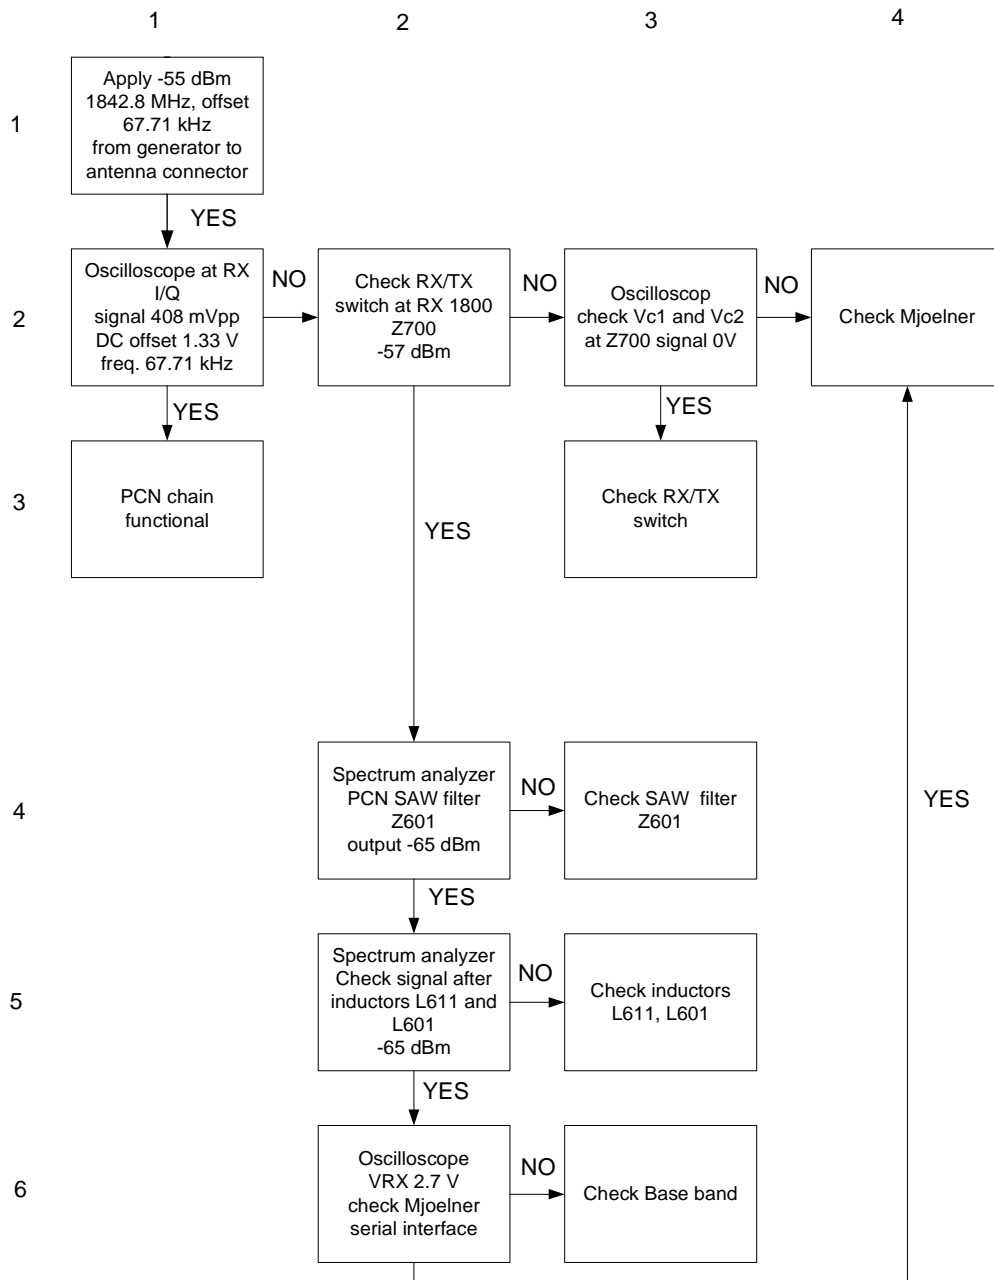 1
2
3
4
1
Apply -55 dBm
1842.8 MHz, offset
67.71 kHz
from generator to
antenna connector
YES
2
Oscilloscope at RX
I/Q
signal 408 mVpp
DC offset 1.33 V
freq. 67.71 kHz
NO
Check RX/TX
switch at RX 1800
Z700
-57 dBm
NO
Oscilloscop
check Vc1 and Vc2
at Z700 signal 0V
NO
Check Mjoelner
YES
YES
3
PCN chain
functional
YES
Check RX/TX
switch
4
Spectrum analyzer
PCN SAW filter
Z601
output -65 dBm
NO
Check SAW filter
Z601
YES
YES
5
Spectrum analyzer
Check signal after
inductors L611 and
L601
-65 dBm
NO
Check inductors
L611, L601
YES
6
Oscilloscope
VRX 2.7 V
check Mjoelner
serial interface
NO
Check Base band